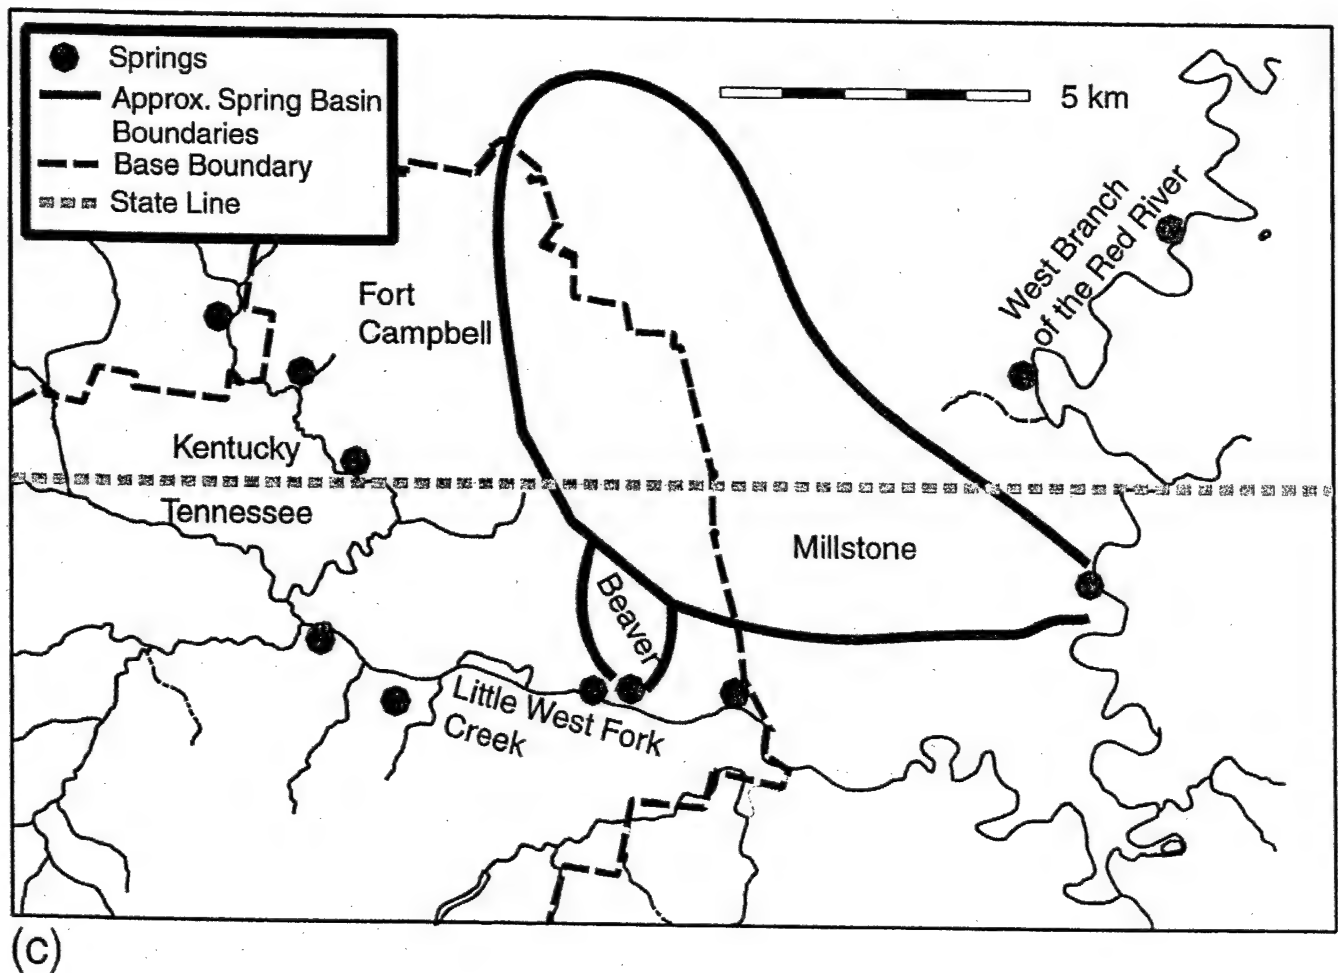 Springs
Approx. Spring Basin
Boundaries
Base Boundary
State Line
5 km
West Branch
of the Red River
Fort
Campbell
Kentucky
Tennessee
Millstone
Beaver
Little West Fork
Creek
(c)